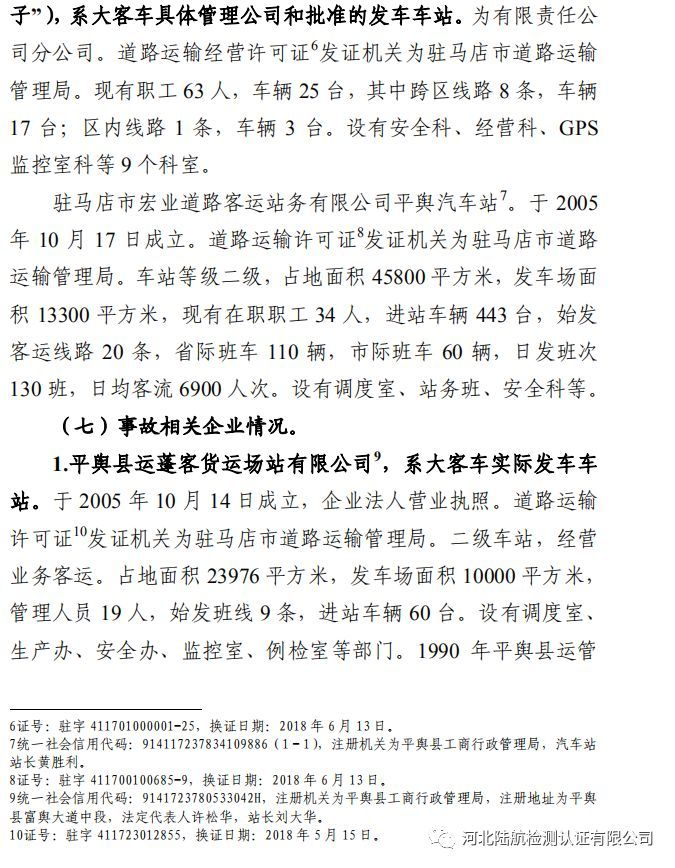 子”），系大客车具体管理公司和批准的发车车站。为有限责任公
司分公司。道路运输经营许可证6发证机关为驻马店市道路运输
管理局。现有职工 63 人，车辆 25 台，其中跨区线路 8 条，车辆
17 台；区内线路 1 条，车辆 3 台。设有安全科、经营科、GPS
监控室科等 9 个科室。
驻马店市宏业道路客运站务有限公司平舆汽车站7。于 2005
年 10 月 17 日成立。道路运输许可证8发证机关为驻马店市道路
运输管理局。车站等级二级，占地面积 45800 平方米，发车场面
积 13300 平方米，现有在职职工 34 人，进站车辆 443 台，始发
客运线路 20 条，省际班车 110 辆，市际班车 60 辆，日发班次
130 班，日均客流 6900 人次。设有调度室、站务班、安全科等。
（七）事故相关企业情况。
1.平舆县运蓬客货运场站有限公司9，系大客车实际发车车
站。于 2005 年 10 月 14 日成立，企业法人营业执照。道路运输
许可证10发证机关为驻马店市道路运输管理局。二级车站，经营
业务客运。占地面积 23976 平方米，发车场面积 10000 平方米，
管理人员 19 人，始发班线 9 条，进站车辆 60 台。设有调度室、
生产办、安全办、监控室、例检室等部门。1990 年平舆县运管
6证号：驻字 411701000001-25，换证日期：2018 年 6 月 13 日。
7统一社会信用代码：914117237834109886（1-1），注册机关为平舆县工商行政管理局，汽车站
站长黄胜利。
8证号：驻字 411700100685-9，换证日期：2018 年 6 月 13 日。
9统一社会信用代码：9141723780533042H，注册机关为平舆县工商行政管理局，注册地址为平舆
县富舆大道中段，法定代表人许松华，站长刘大华。
10证号：驻字 411723012855，换证日期：2018 年 5 月 15 日。
河北陆航检测认证有限公司